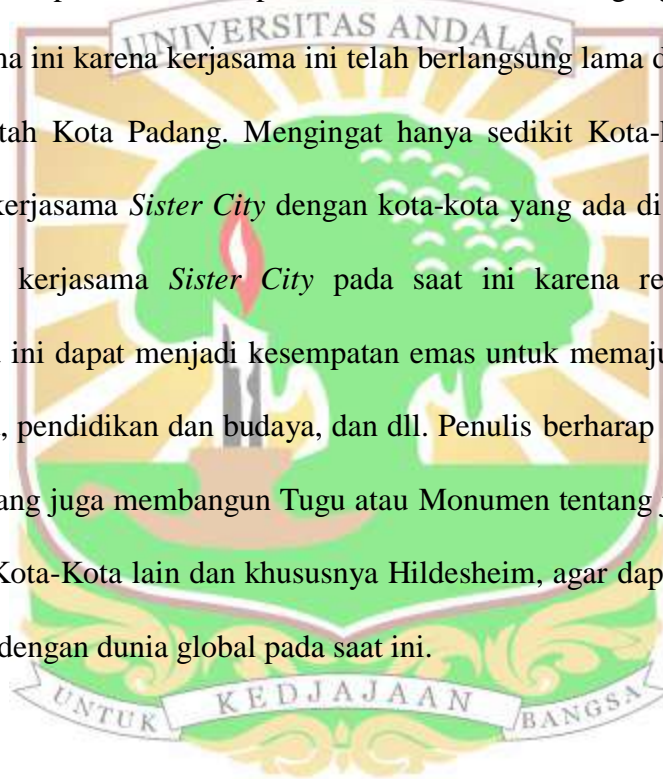 UNIVERSITAS ANDALAS
ma ini karena kerjasama ini telah berlangsung lama d
tah Kota Padang. Mengingat hanya sedikit Kota-
kerjasama Sister City dengan kota-kota yang ada di
kerjasama Sister City pada saat ini karena re
ini dapat menjadi kesempatan emas untuk memaju
, pendidikan dan budaya, dan dll. Penulis berharap
ang juga membangun Tugu atau Monumen tentang j
Kota-Kota lain dan khususnya Hildesheim, agar dap
dengan dunia global pada saat ini.
UNTUK KEDJAJAAN BANGSA